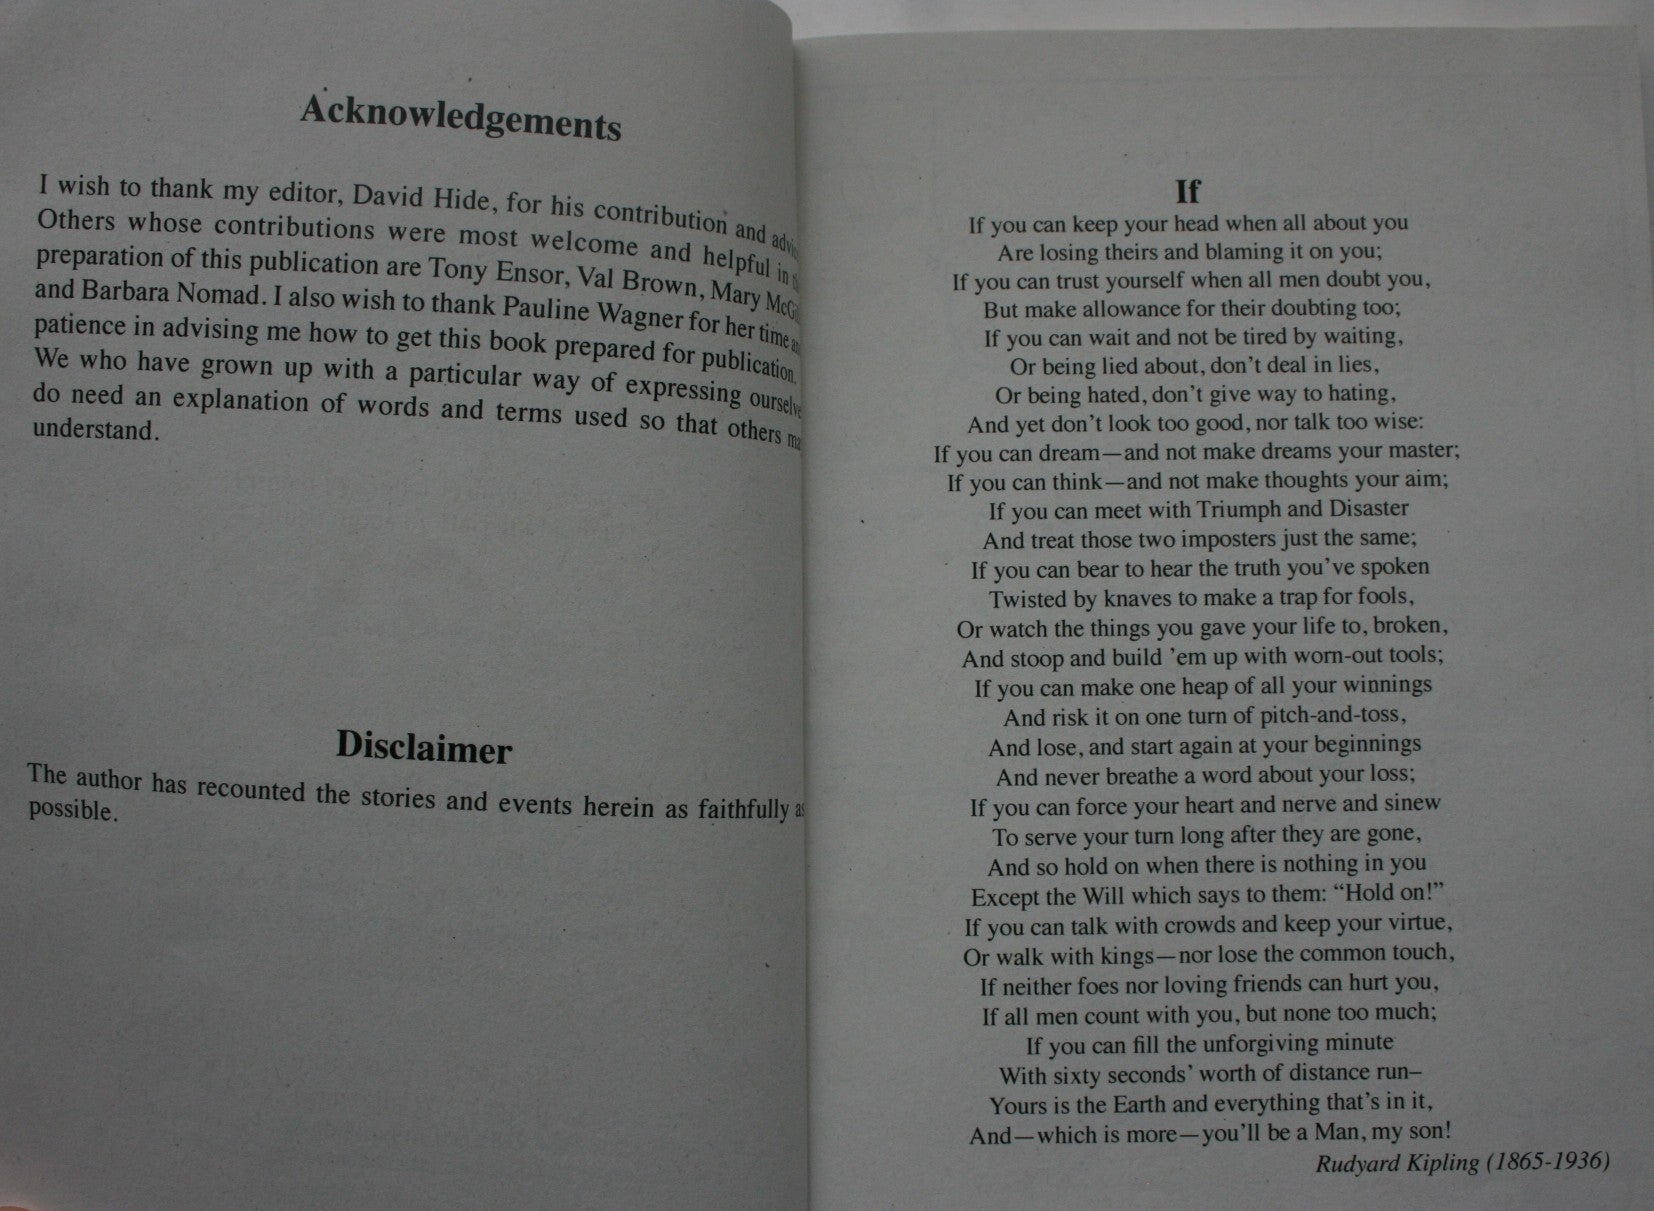 Acknowledgements
I wish to thank my editor, David Hide, for his contribution and
Others whose contributions were most welcome and helpful in
preparation of this publication are Tony Ensor, Val Brown, Mary
and Barbara Nomad. I also wish to thank Pauline Wagner for her time
patience in advising me how to get this book prepared for publication.
We who have grown up with a particular way of expressing
do need an explanation of words and terms used so that others
understand.
Disclaimer
The author has recounted the stories and events herein as faithfully as
possible.
If
If you can keep your head when all about you
Are losing theirs and blaming it on you;
If you can trust yourself when all men doubt you,
But make allowance for their doubting too;
If you can wait and not be tired by waiting,
Or being lied about, don't deal in lies,
Or being hated, don't give way to hating,
And yet don't look too good, nor talk too wise:
If you can dream—and not make dreams your master;
If you can think—and not make thoughts your aim;
If you can meet with Triumph and Disaster
And treat those two imposters just the same;
If you can bear to hear the truth you've spoken
Twisted by knaves to make a trap for fools,
Or watch the things you gave your life to, broken,
And stoop and build 'em up with worn-out tools;
If you can make one heap of all your winnings
And risk it on one turn of pitch-and-toss,
And lose, and start again at your beginnings
And never breathe a word about your loss;
If you can force your heart and nerve and sinew
To serve your turn long after they are gone,
And so hold on when there is nothing in you
Except the Will which says to them: “Hold on!”
If you can talk with crowds and keep your virtue,
Or walk with kings—nor lose the common touch,
If neither foes nor loving friends can hurt you,
If all men count with you, but none too much;
If you can fill the unforgiving minute
With sixty seconds' worth of distance run–
Yours is the Earth and everything that's in it,
And—which is more—you'll be a Man, my son!
Rudyard Kipling (1865-1936)